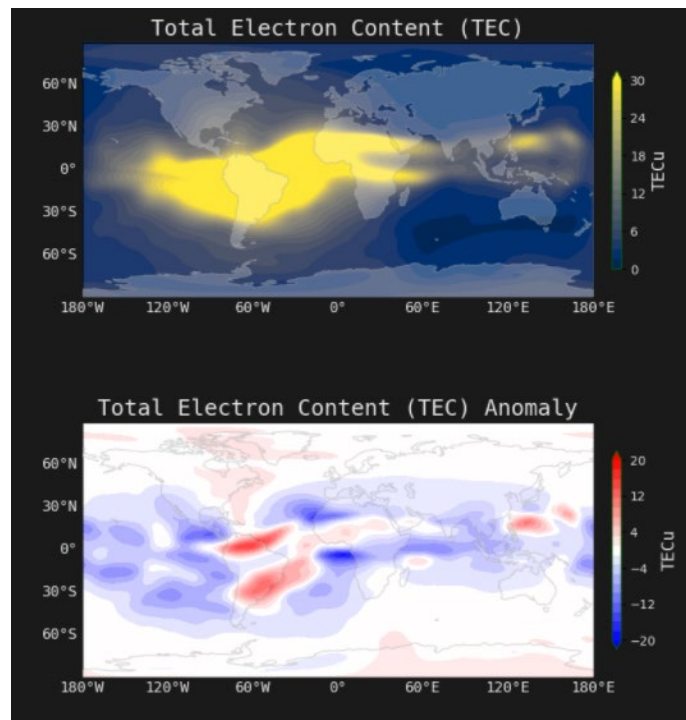 Total Electron Content (TEC)
60°N
30°N
0°
30°S
60°S
180°W 120°W 60°W 0° 60°E 120°E 180°E
30
24
18
12
6
0
TECu
Total Electron Content (TEC) Anomaly
60°N
30°N
0°
30°S
60°S
180°W 120°W 60°W 0° 60°E 120°E 180°E
20
12
4
−4
−12
−20
TECu